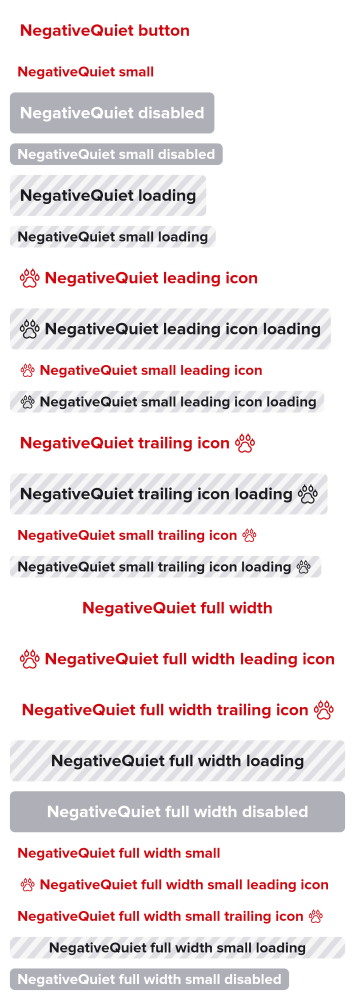 NegativeQuiet button
NegativeQuiet small
NegativeQuiet disabled
NegativeQuiet small disabled
NegativeQuiet loading
NegativeQuiet small loading
NegativeQuiet leading icon
NegativeQuiet leading icon loading
NegativeQuiet small leading icon
NegativeQuiet small leading icon loading
NegativeQuiet trailing icon
NegativeQuiet trailing icon loading
NegativeQuiet small trailing icon
NegativeQuiet small trailing icon loading
NegativeQuiet full width
NegativeQuiet full width leading icon
NegativeQuiet full width trailing icon
NegativeQuiet full width loading
NegativeQuiet full width disabled
NegativeQuiet full width small
NegativeQuiet full width small leading icon
NegativeQuiet full width small trailing icon
NegativeQuiet full width small loading
NegativeQuiet full width small disabled